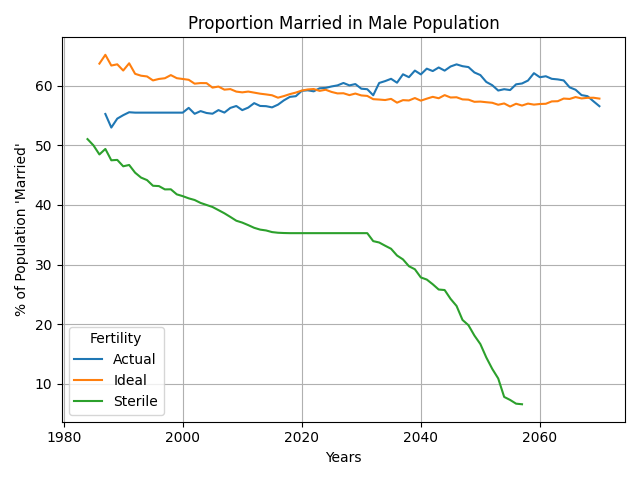 Proportion Married in Male Population
% of Population 'Married'
60
50
40
30
20
10
Fertility
Actual
Ideal
Sterile
1980 2000 2020 2040 2060
Years